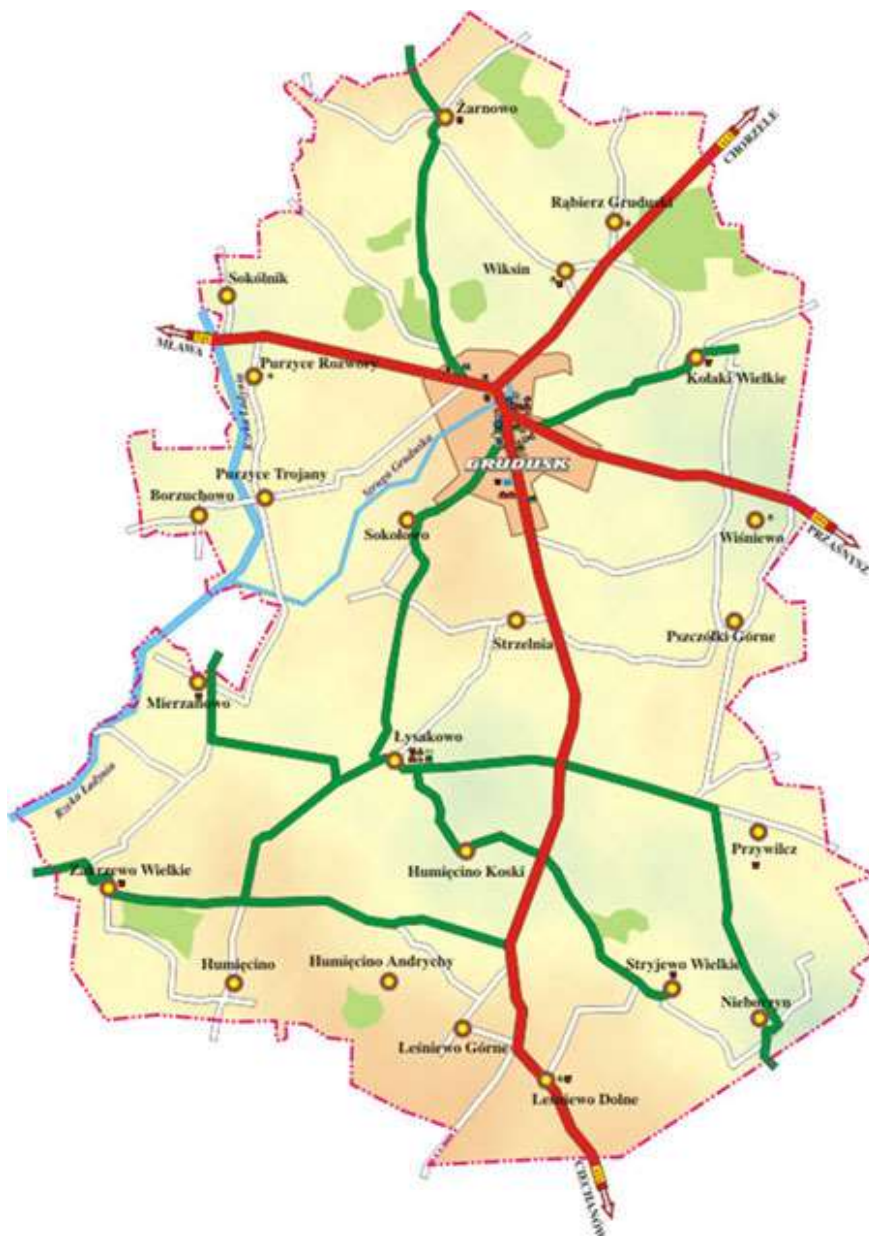 Żarnowo
CHORZELE
Rąbierz Gruduski
Wiksin
Sokólnik
MŁAWA
Purzyce Rozwory
Kołaki Wielkie
GRUDUSK
Purzyce Trojany
Struga Gruduska
Borzuchowo
Sokołowo
Wiśniewo
PRZASNYSZ
Strzelnia
Pszczółki Górne
Mierzanowo
Łysakowo
Rzeka Łydynia
Przywilcz
Humięcino Koski
Zakrzewo Wielkie
Humięcino
Humięcino Andrychy
Stryjewo Wielkie
Nieborzyn
Leśniewo Górne
Leśniewo Dolne
CIECHANÓW